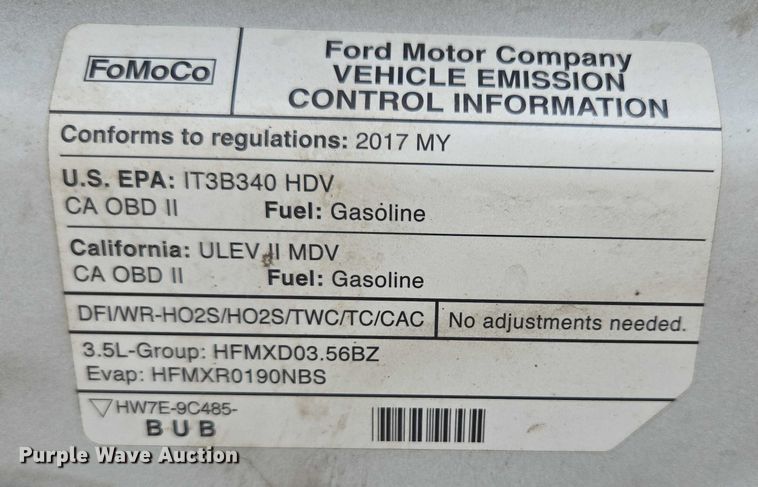 FoMoCo
Ford Motor Company
VEHICLE EMISSION
CONTROL INFORMATION
Conforms to regulations: 2017 MY
U.S. EPA: IT3B340 HDV
CA OBD II Fuel: Gasoline
California: ULEV II MDV
CA OBD II Fuel: Gasoline
DFI/WR-HO2S/HO2S/TWC/TC/CAC No adjustments needed.
3.5L-Group: HFMXD03.56BZ
Evap: HFMXR0190NBS
HW7E-9C485-
B U B
Purple Wave Auction